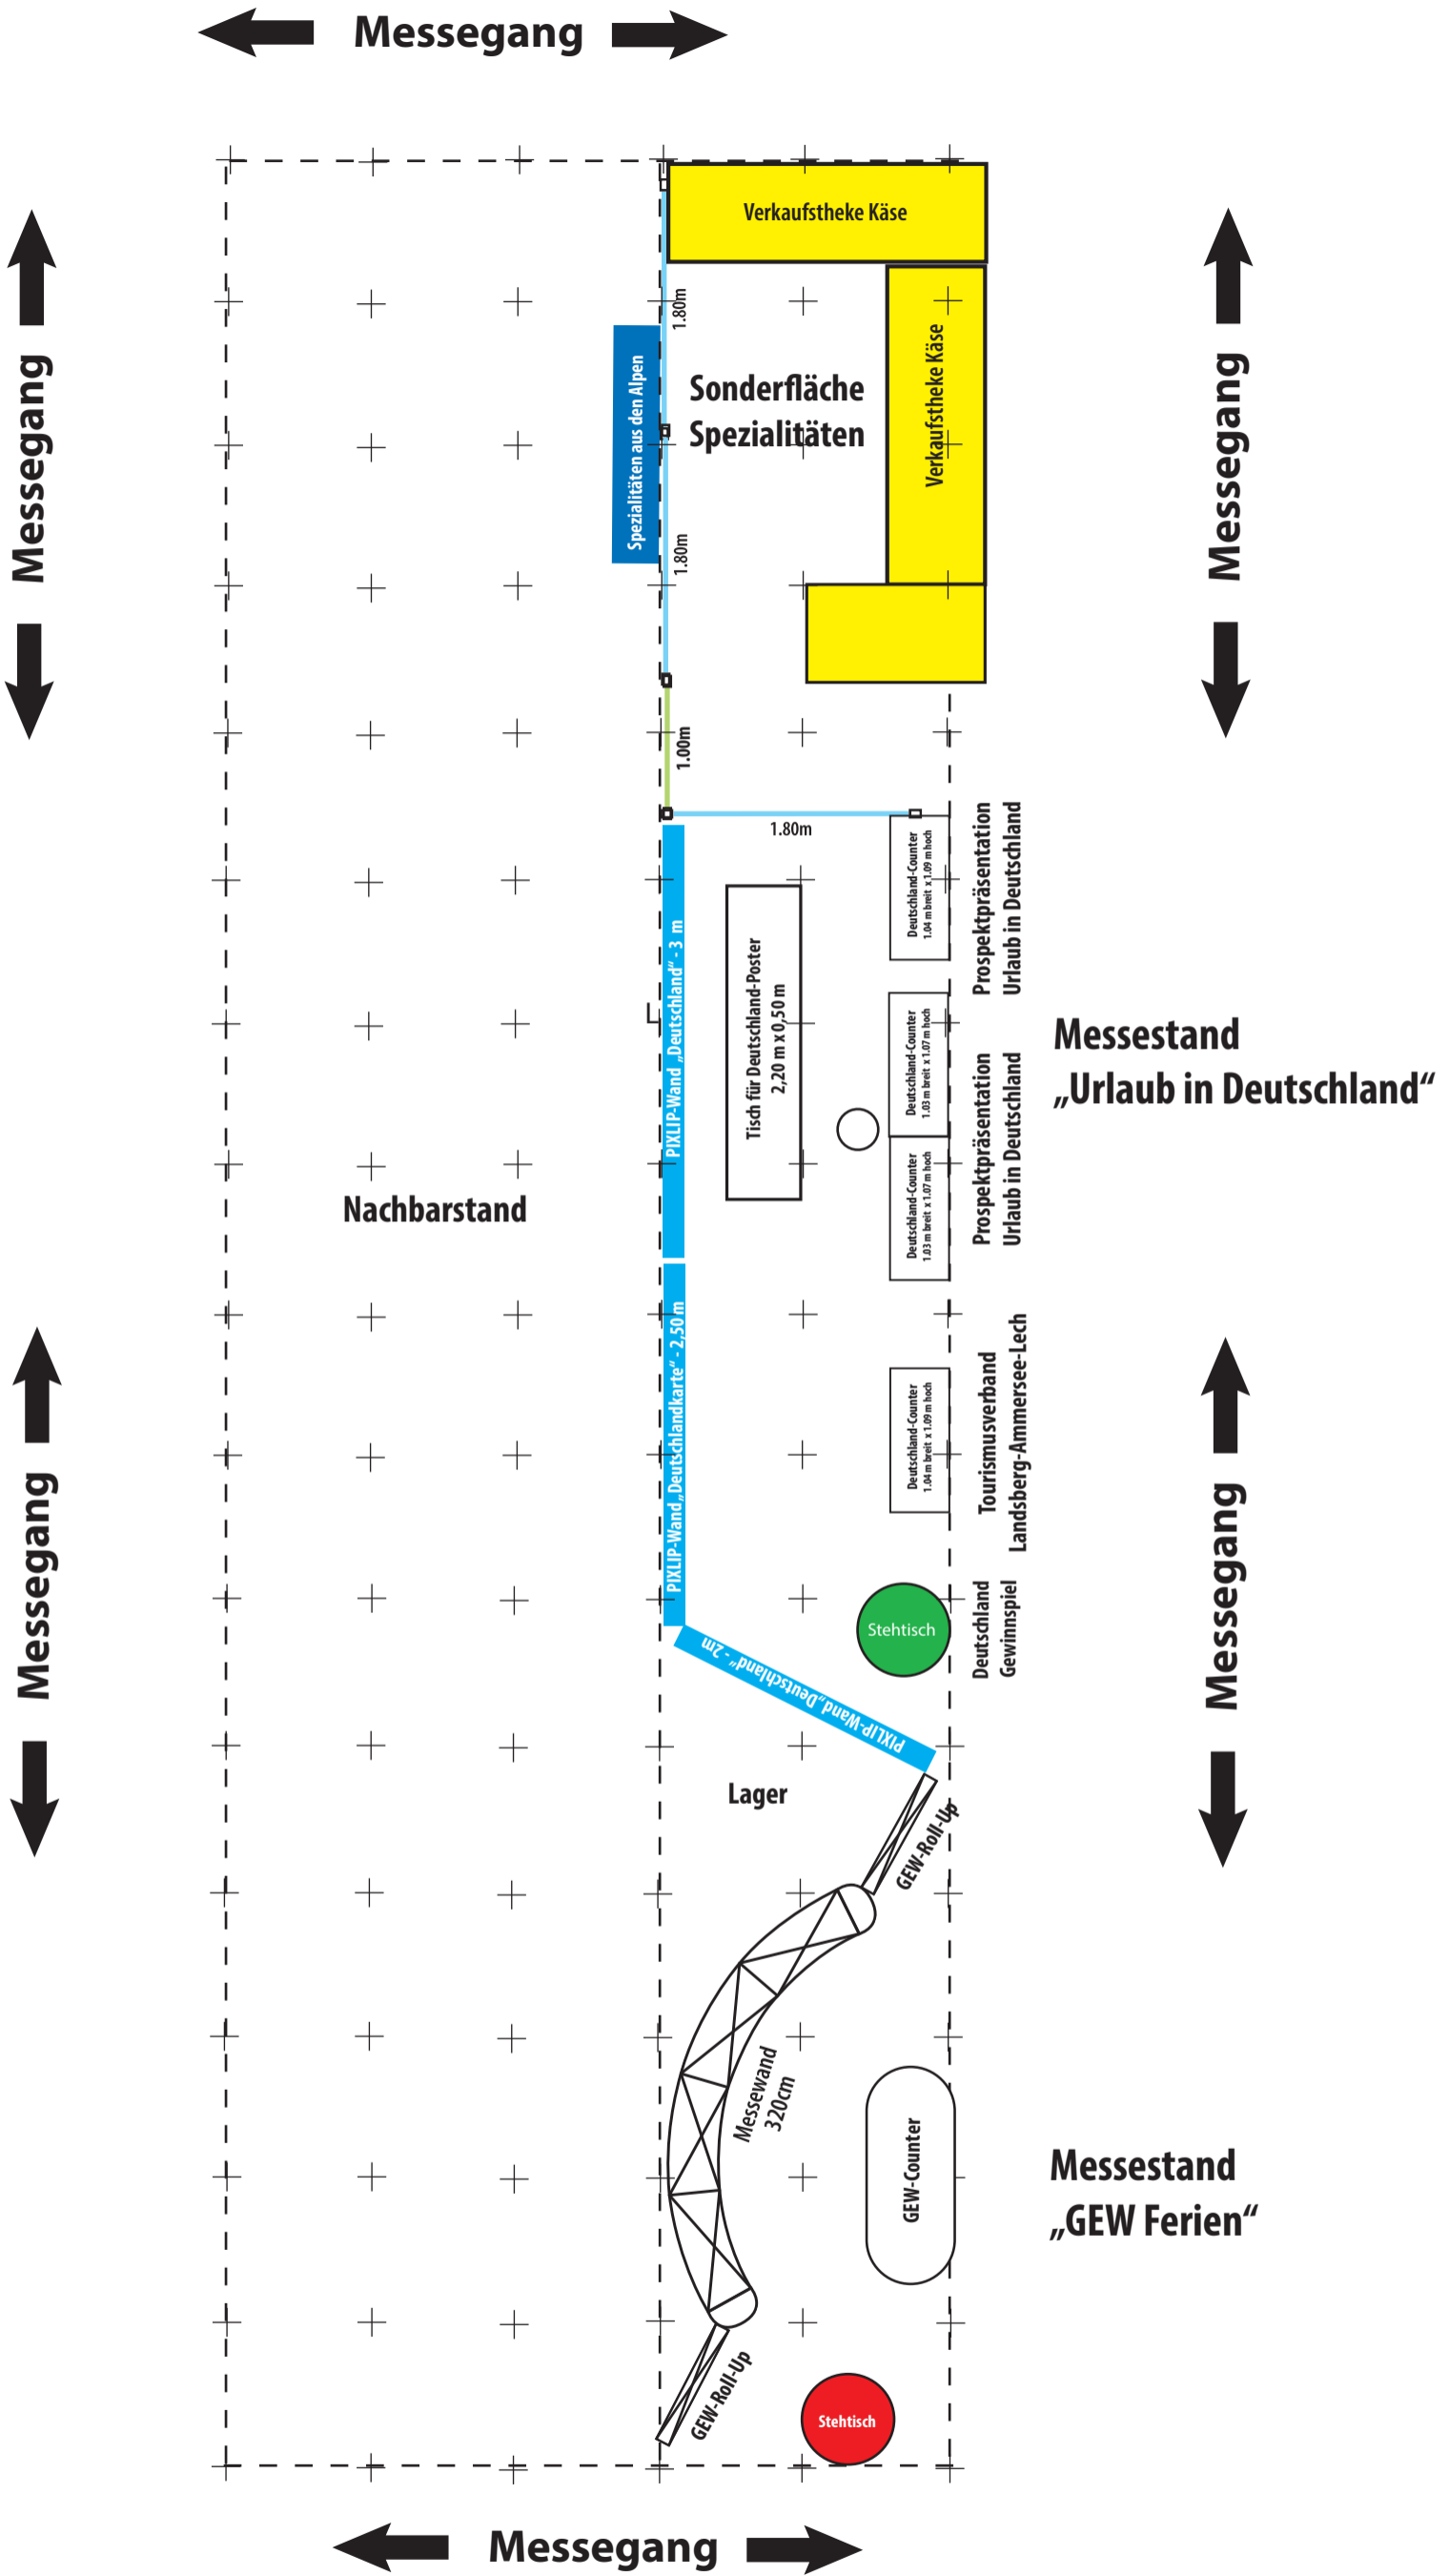 Messegang
Verkaufstheke Käse
Messegang
Messegang
1.80m
Spezialitäten aus den Alpen
Sonderfläche
Spezialitäten
Verkaufstheke Käse
1.80m
1.00m
1.80m
Deutschland-Counter
1.04 m breit x 1.09 m hoch
Prospektpräsentation
Urlaub in Deutschland
PIXLIP-Wand „Deutschland“ - 3 m
Tisch für Deutschland-Poster
2,20 m x 0,50 m
Deutschland-Counter
1.03 m breit x 1.07 m hoch
Messestand
„Urlaub in Deutschland“
Prospektpräsentation
Urlaub in Deutschland
Deutschland-Counter
1.03 m breit x 1.07 m hoch
Nachbarstand
PIXLIP-Wand„Deutschlandkarte“ - 2,50 m
Deutschland-Counter
1.04 m breit x 1.09 m hoch
Tourismusverband
Landsberg-Ammersee-Lech
Messegang
Messegang
Stehtisch
Deutschland
Gewinnspiel
PIXLIP-Wand„Deutschland“ - 2m
Lager
GEW-Roll-Up
Messewand
320cm
GEW-Counter
Messestand
„GEW Ferien“
GEW-Roll-Up
Stehtisch
Messegang